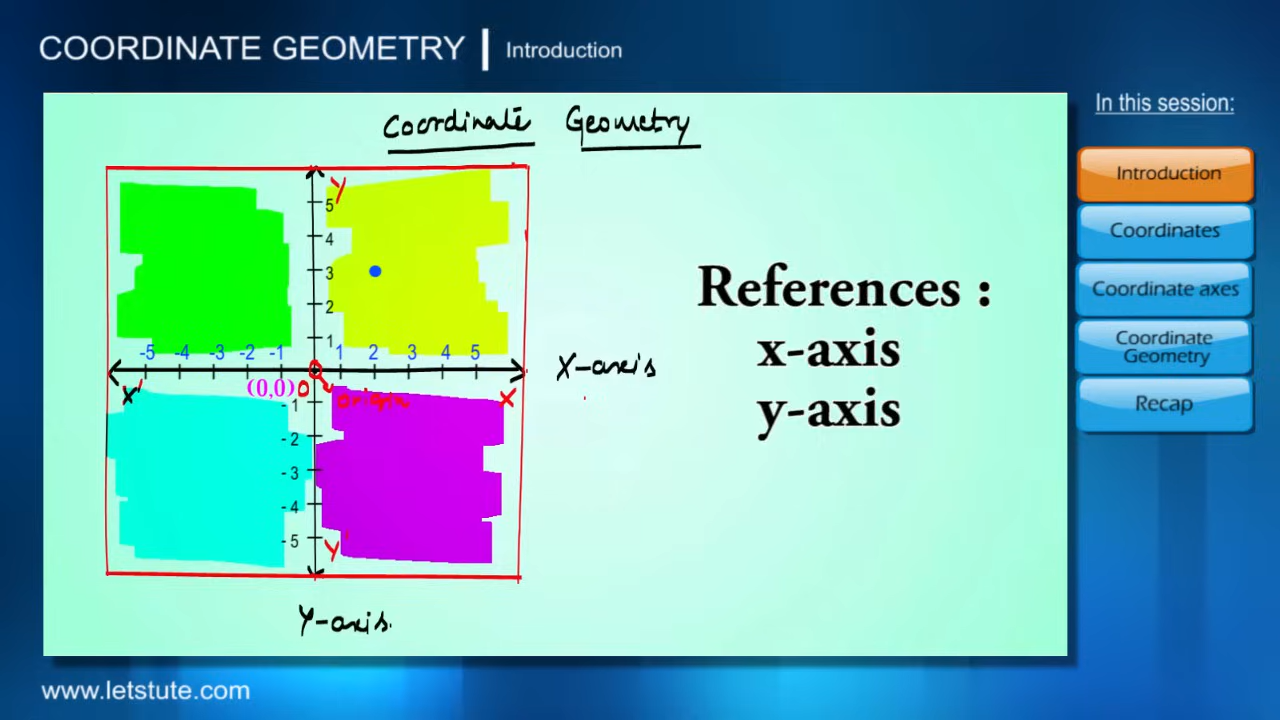 COORDINATE GEOMETRY | Introduction
In this session:
Introduction
Coordinates
Coordinate axes
Coordinate
Geometry
Recap
Coordinate Geometry
Y
5
4
3
2
1
-5 -4 -3 -2 -1 1 2 3 4 5
X-axis
X' (0,0) O origin X
-1
-2
-3
-4
-5
Y'
Y-axis
References :
x-axis
y-axis
www.letstute.com